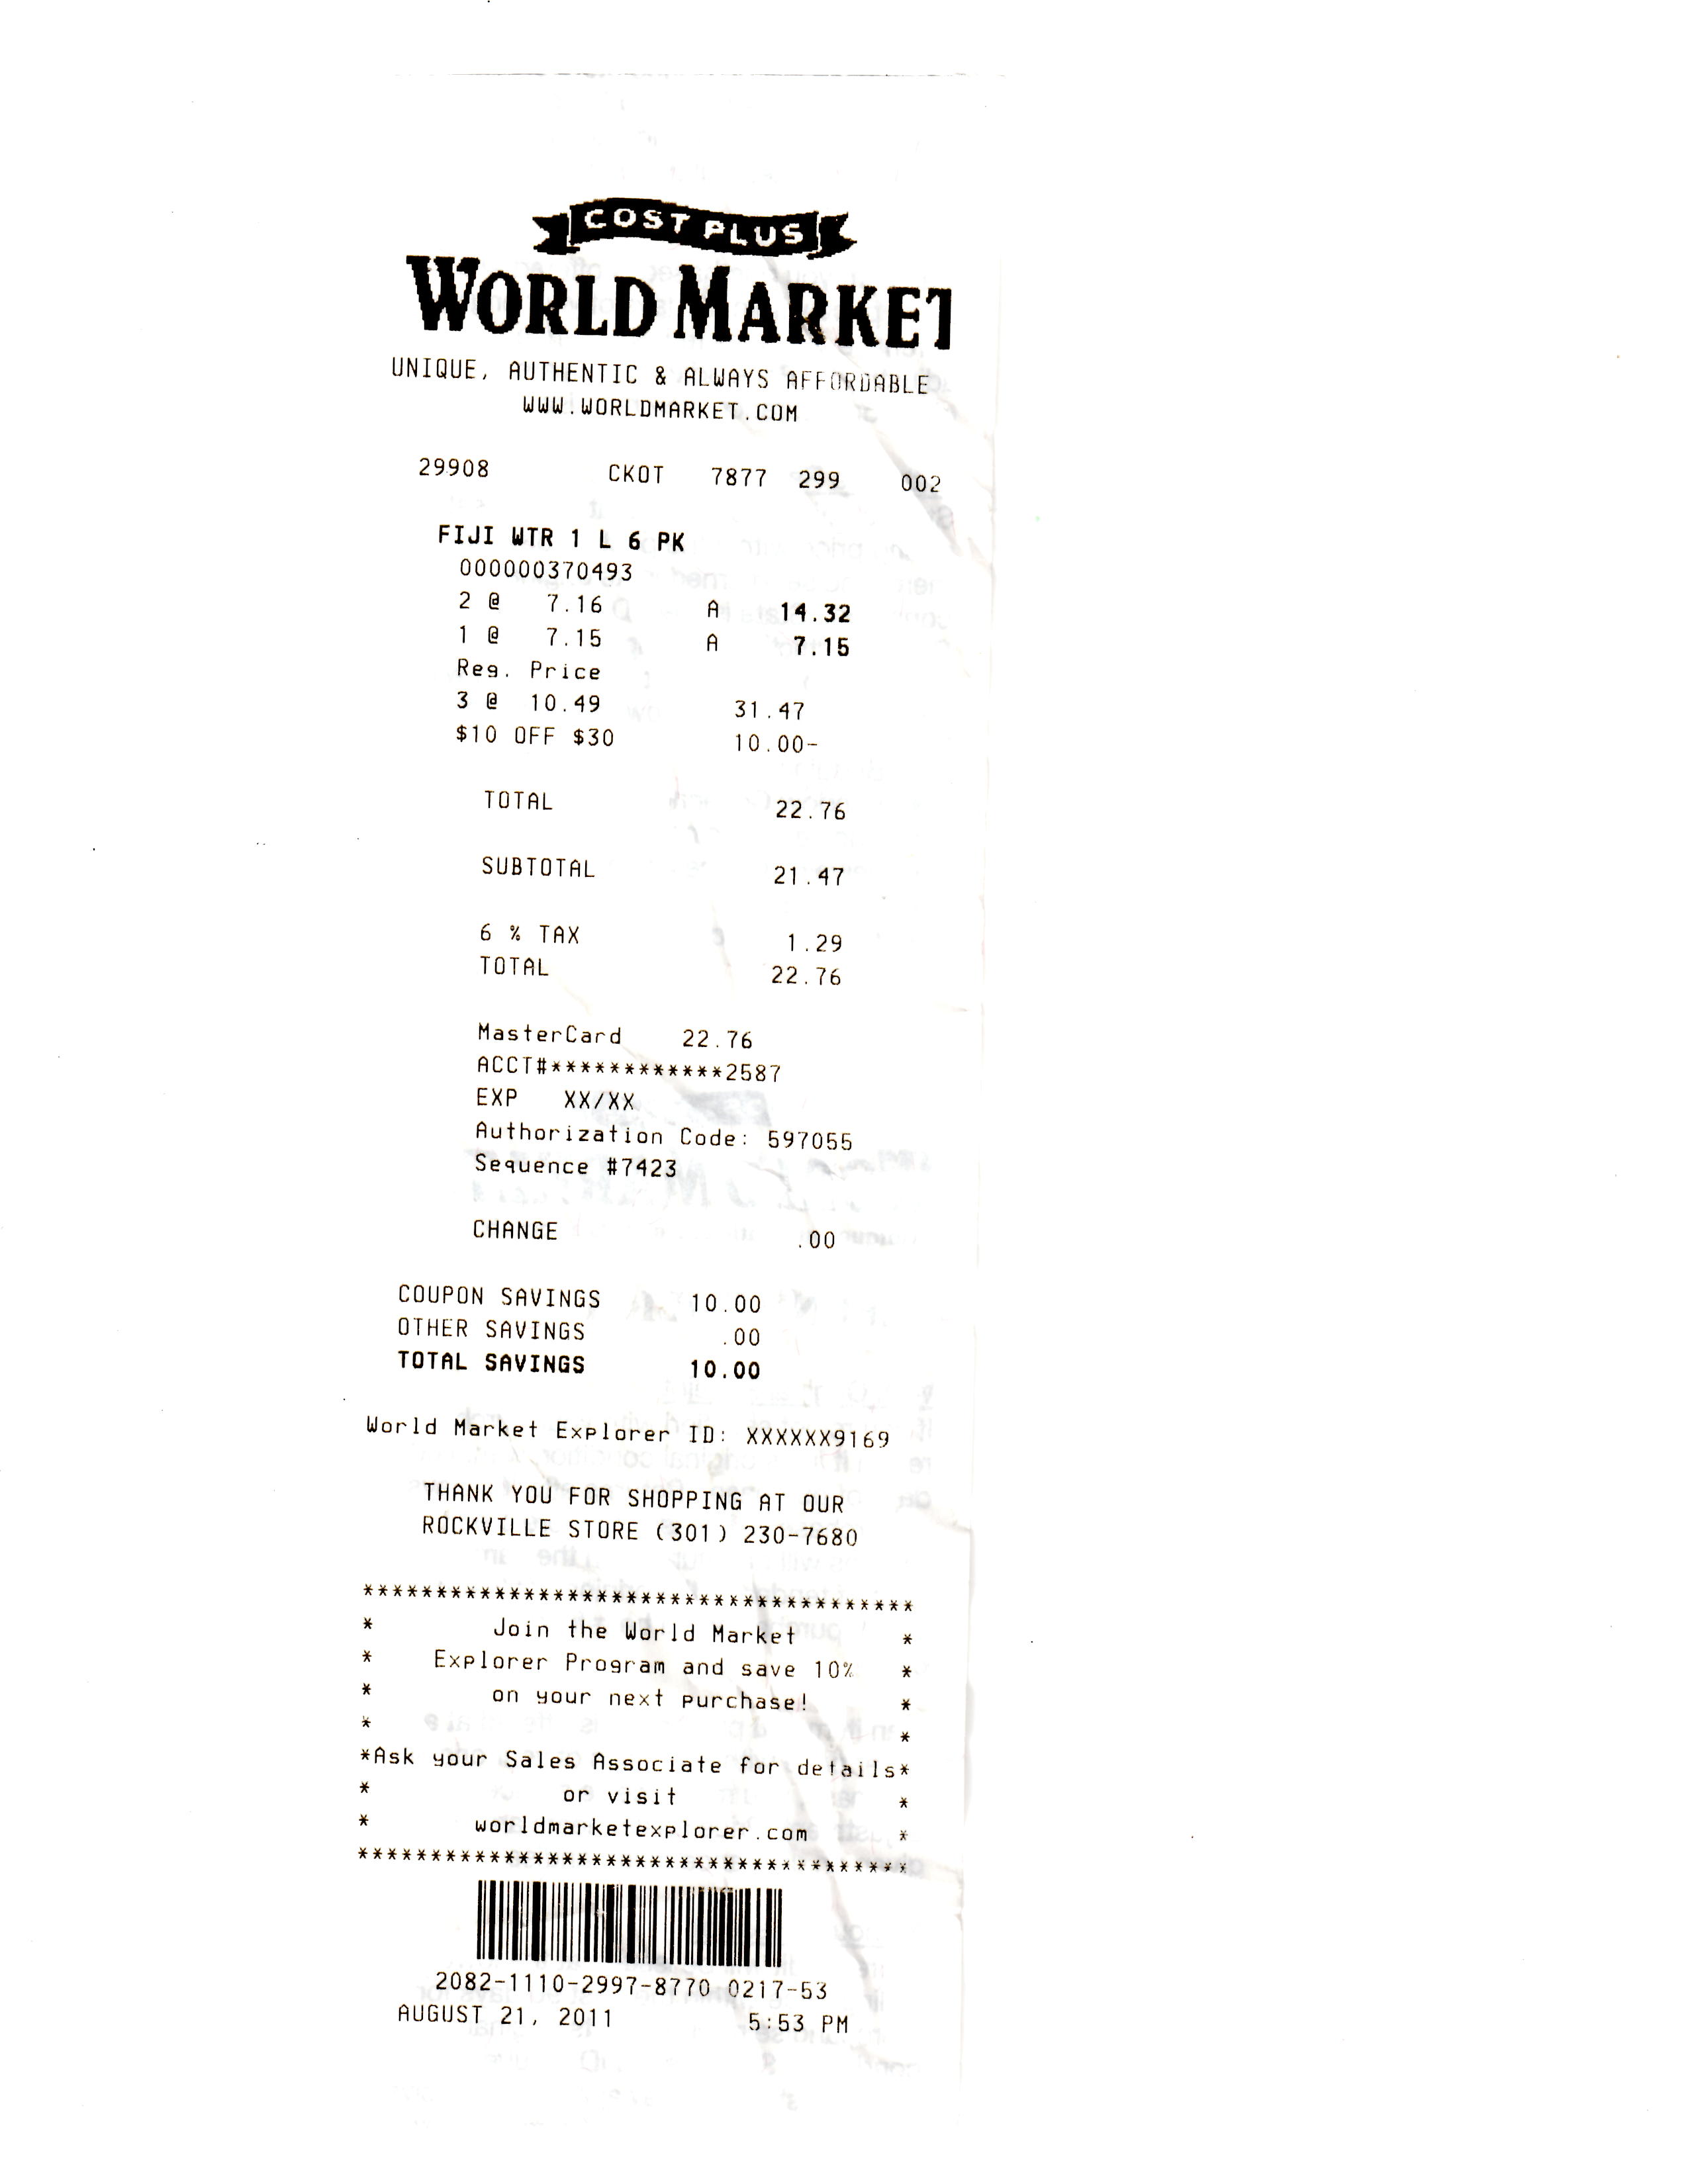 COST PLUS
WORLD MARKET
UNIQUE, AUTHENTIC & ALWAYS AFFORDABLE
WWW.WORLDMARKET.COM
29908 CKOT 7877 299 002
FIJI WTR 1 L 6 PK
000000370493
2 @ 7.16 A 14.32
1 @ 7.15 A 7.15
Reg. Price
3 @ 10.49 31.47
$10 OFF $30 10.00-
TOTAL 22.76
SUBTOTAL 21.47
6 % TAX 1.29
TOTAL 22.76
MasterCard 22.76
ACCT#************2587
EXP XX/XX
Authorization Code: 597055
Sequence #7423
CHANGE .00
COUPON SAVINGS 10.00
OTHER SAVINGS .00
TOTAL SAVINGS 10.00
World Market Explorer ID: XXXXXX9169
THANK YOU FOR SHOPPING AT OUR
ROCKVILLE STORE (301) 230-7680
**************************************
* Join the World Market *
* Explorer Program and save 10% *
* on your next purchase! *
* *
*Ask your Sales Associate for details*
* or visit *
* worldmarketexplorer.com *
**************************************
2082-1110-2997-8770 0217-53
AUGUST 21, 2011 5:53 PM